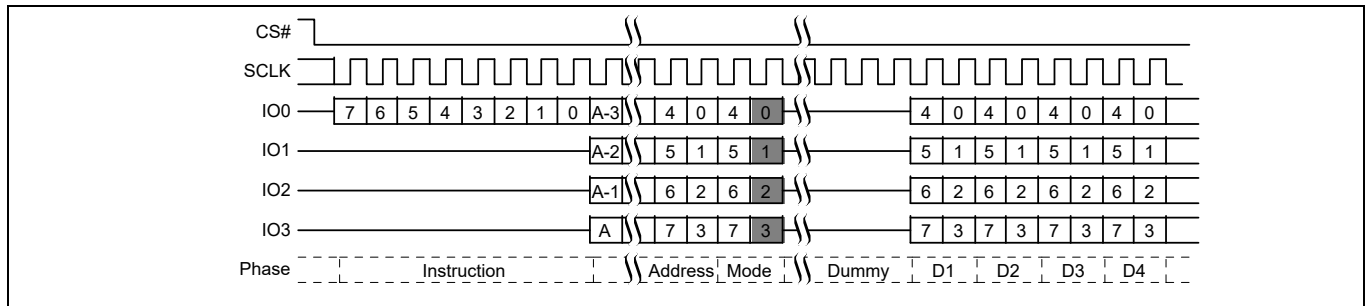 CS#
SCLK
IO0 7 6 5 4 3 2 1 0 A-3 4 0 4 0 4 0 4 0 4 0 4 0
IO1 A-2 5 1 5 1 5 1 5 1 5 1 5 1
IO2 A-1 6 2 6 2 6 2 6 2 6 2 6 2
IO3 A 7 3 7 3 7 3 7 3 7 3 7 3
Phase Instruction Address Mode Dummy D1 D2 D3 D4